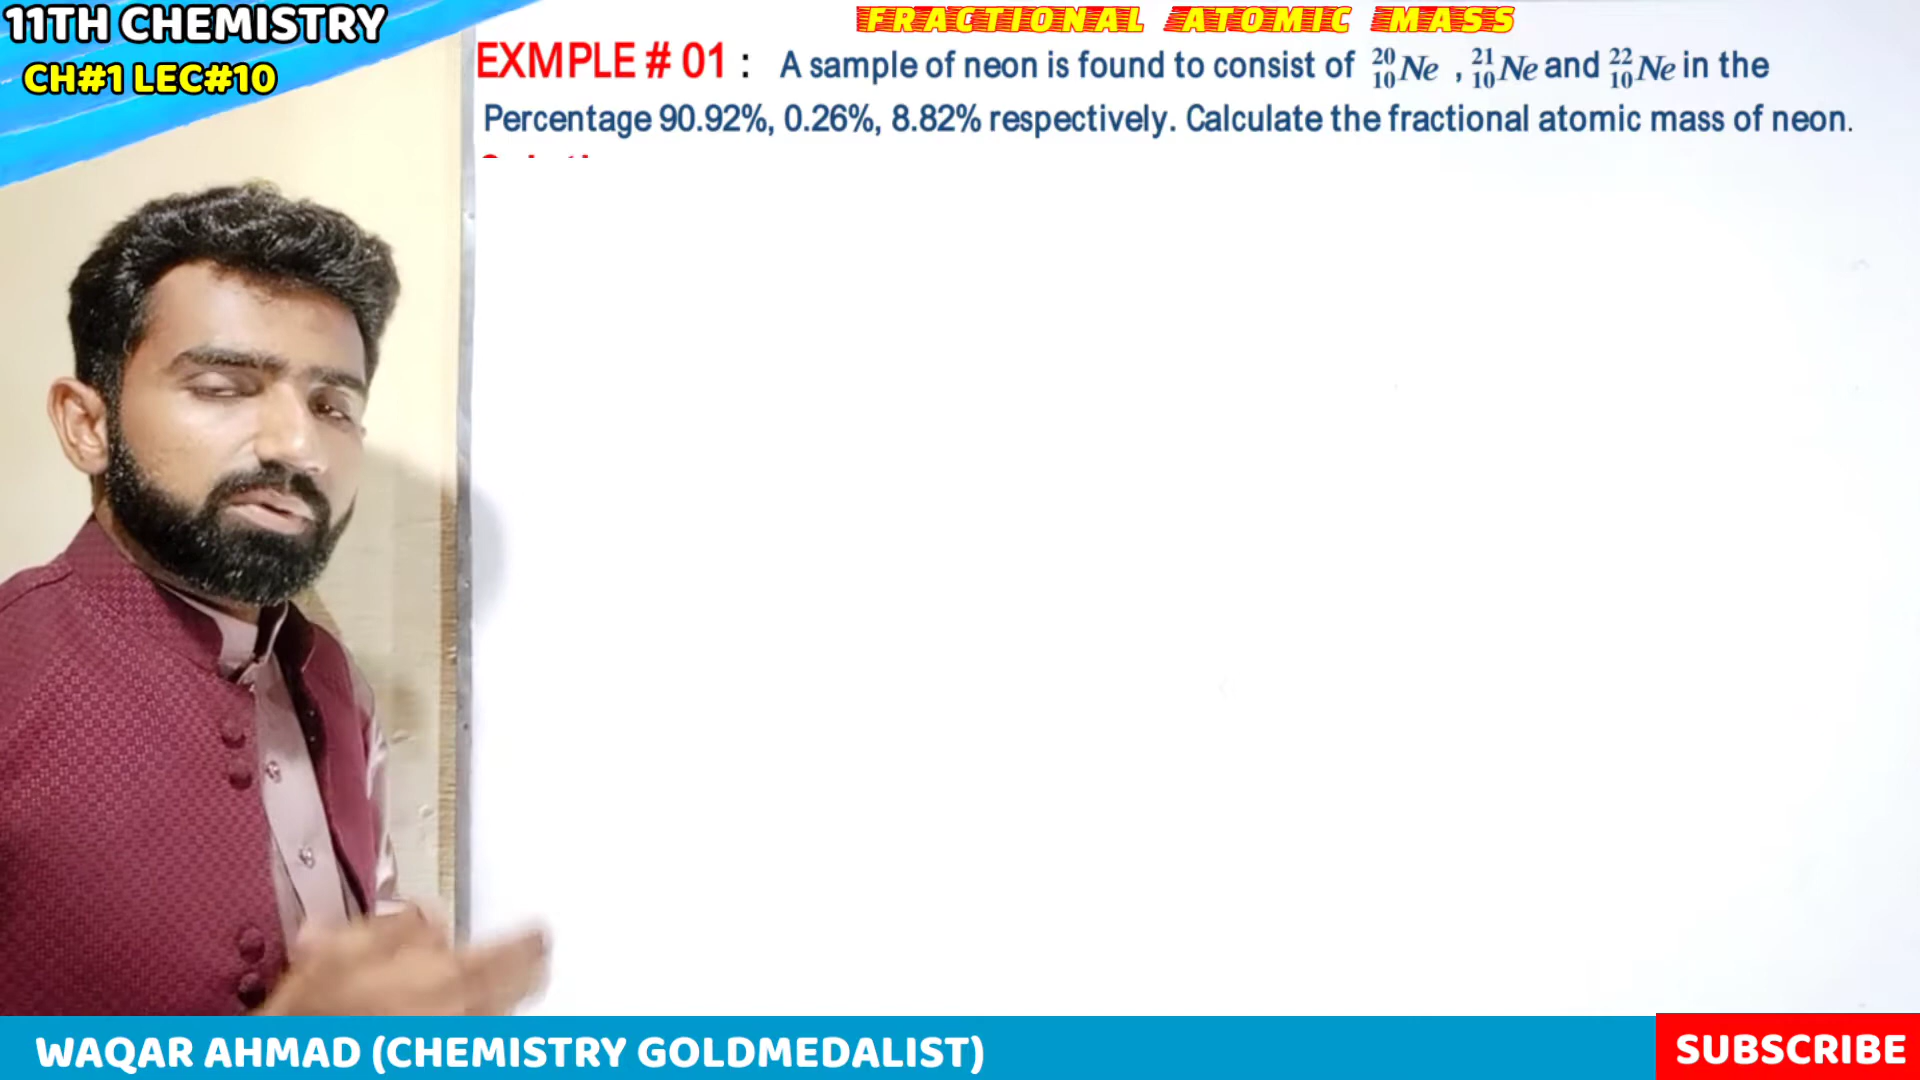 11TH CHEMISTRY
CH#1 LEC#10
FRACTIONAL ATOMIC MASS
EXMPLE # 01 : A sample of neon is found to consist of ²⁰₁₀Ne , ²¹₁₀Ne and ²²₁₀Ne in the
Percentage 90.92%, 0.26%, 8.82% respectively. Calculate the fractional atomic mass of neon.
WAQAR AHMAD (CHEMISTRY GOLDMEDALIST)
SUBSCRIBE